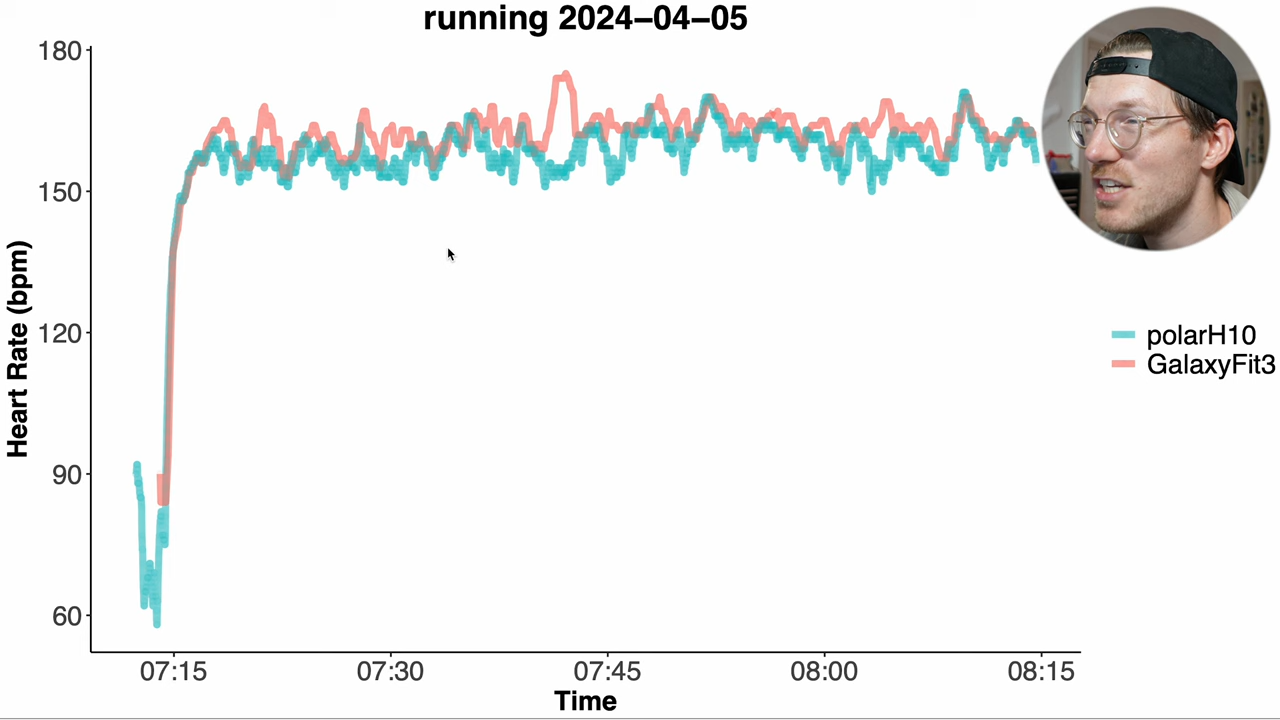 running 2024–04–05
180
150
120
90
60
Heart Rate (bpm)
07:15
07:30
07:45
08:00
08:15
Time
polarH10
GalaxyFit3